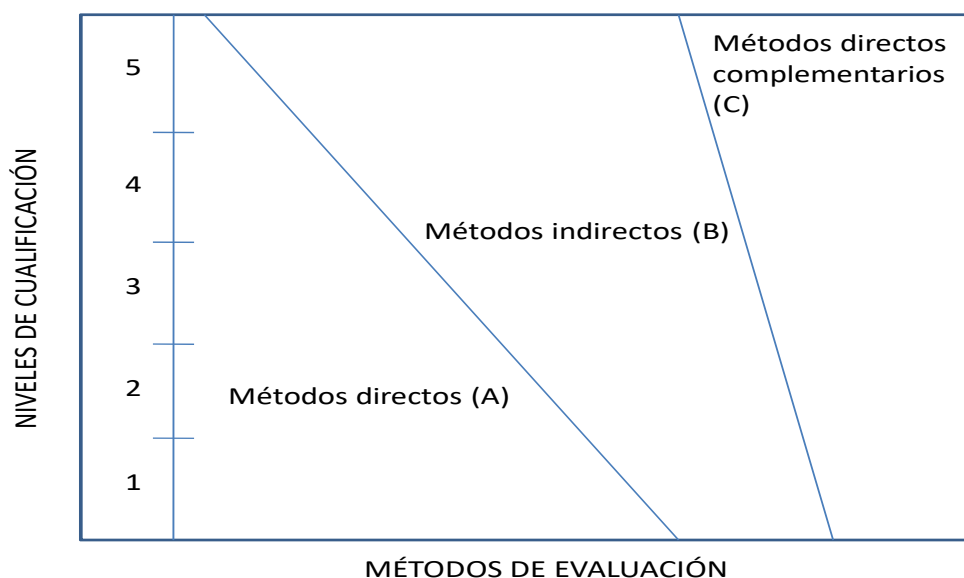 NIVELES DE CUALIFICACIÓN
5
4
3
2
1
Métodos directos
complementarios
(C)
Métodos indirectos (B)
Métodos directos (A)
MÉTODOS DE EVALUACIÓN